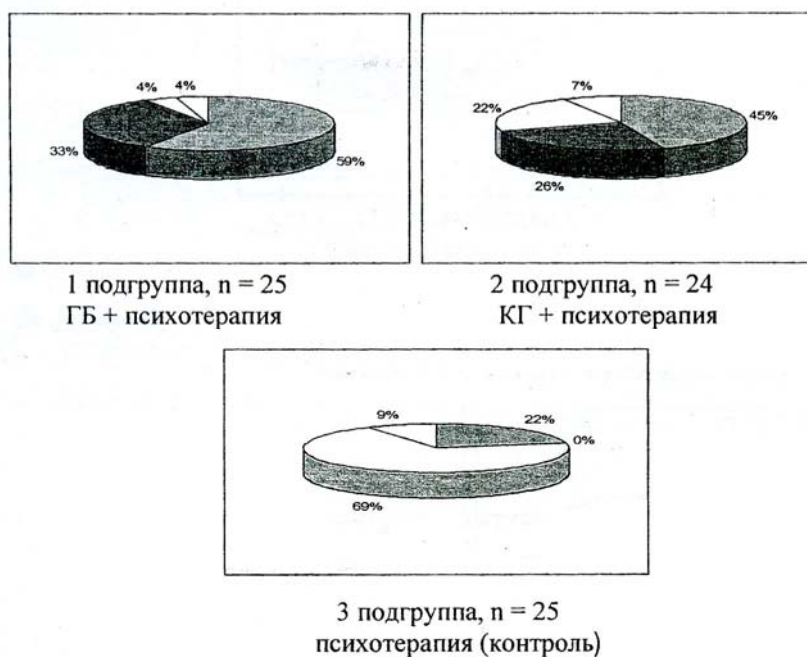 4%
4%
33%
59%
7%
22%
45%
26%
1 подгруппа, n = 25
ГБ + психотерапия
2 подгруппа, n = 24
КГ + психотерапия
9%
22%
0%
69%
3 подгруппа, n = 25
психотерапия (контроль)